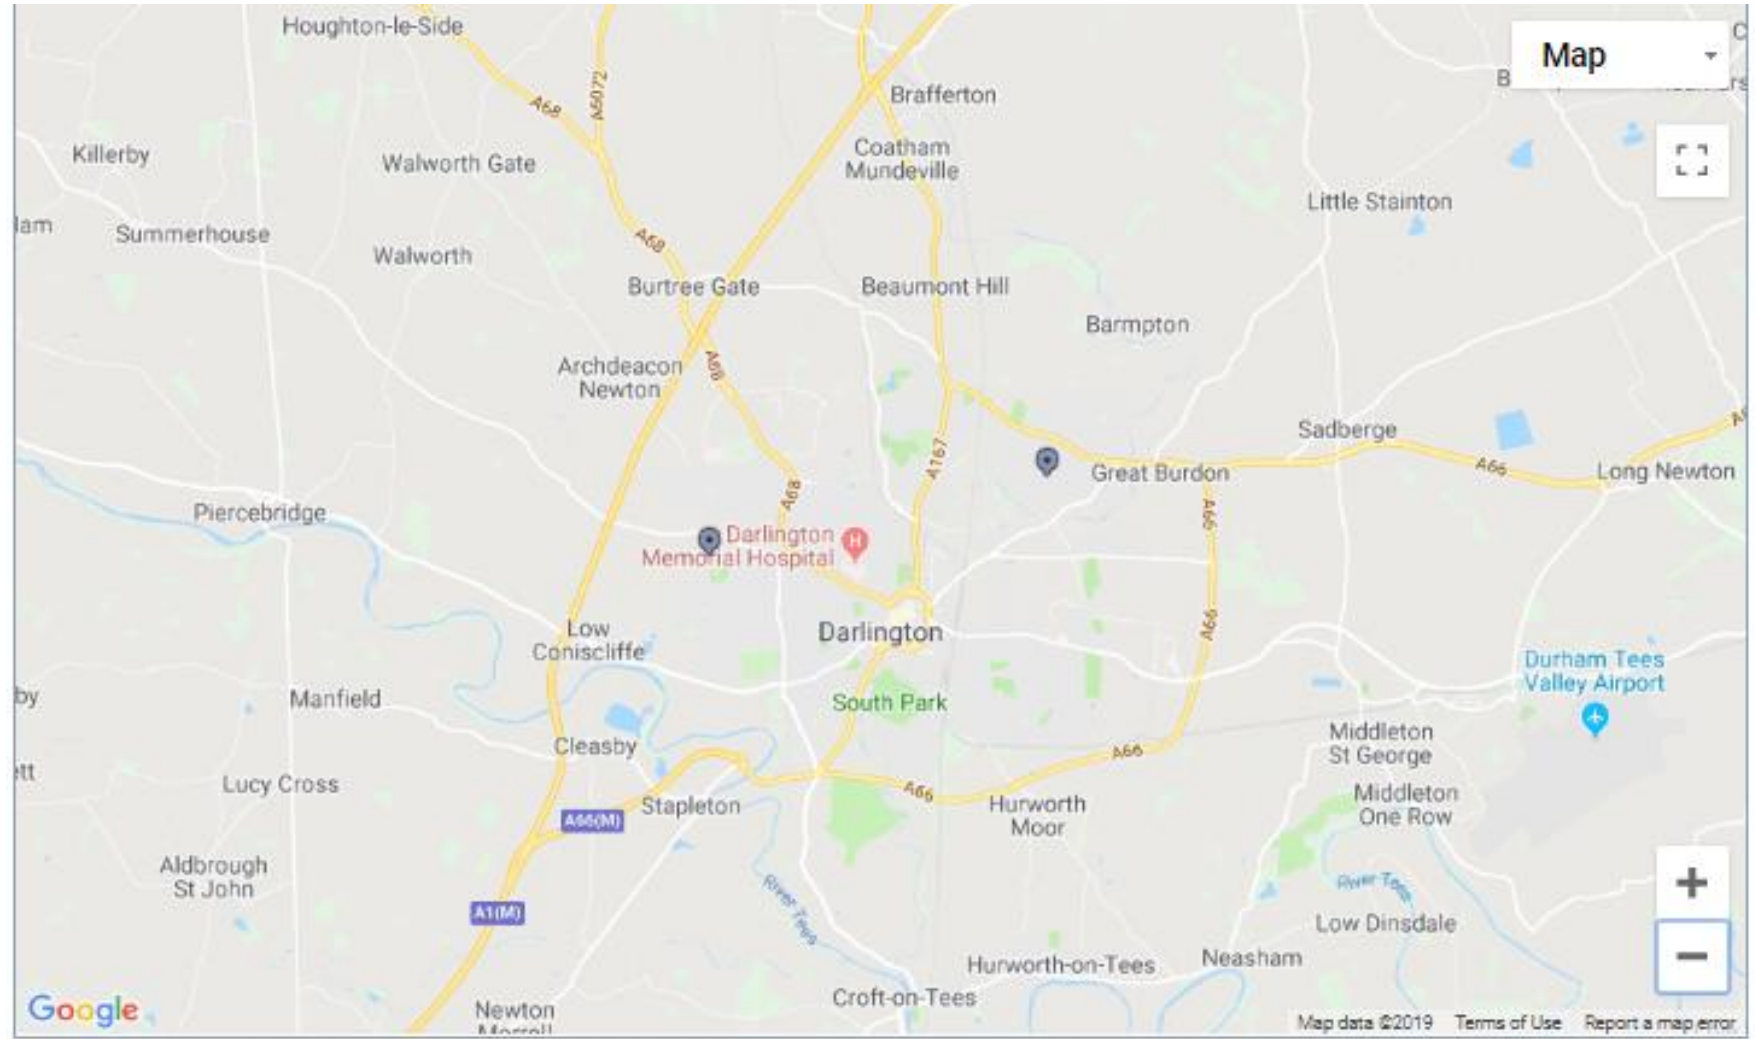 Houghton-le-Side
Map
A68
A6072
Brafferton
Killerby
Walworth Gate
Coatham
Mundeville
Little Stainton
Summerhouse
A68
Walworth
Burtree Gate
Beaumont Hill
Barmpton
Archdeacon
Newton
A68
Sadberge
A167
Great Burdon
A66
Long Newton
Piercebridge
A68
A66
Darlington
Memorial Hospital
H
Low
Coniscliffe
Darlington
A66
Durham Tees
Valley Airport
Manfield
South Park
Middleton
St George
Cleasby
A66
Lucy Cross
Stapleton
A66
Hurworth
Moor
Middleton
One Row
A66(M)
Aldbrough
St John
River Tees
River Tees
A1(M)
Low Dinsdale
Hurworth-on-Tees
Neasham
Croft-on-Tees
Google
Newton
Morrell
Map data ©2019
Terms of Use
Report a map error